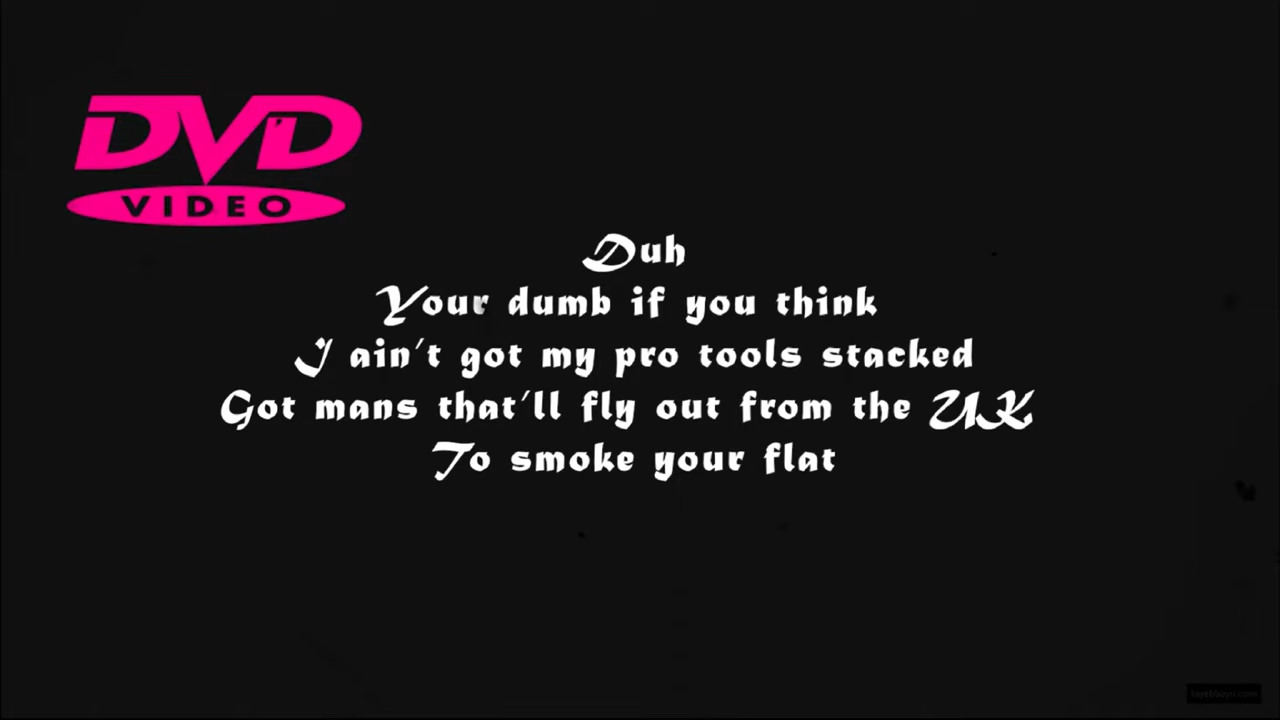 DVD
VIDEO
Duh
Your dumb if you think
I ain't got my pro tools stacked
Got mans that'll fly out from the UK
To smoke your flat